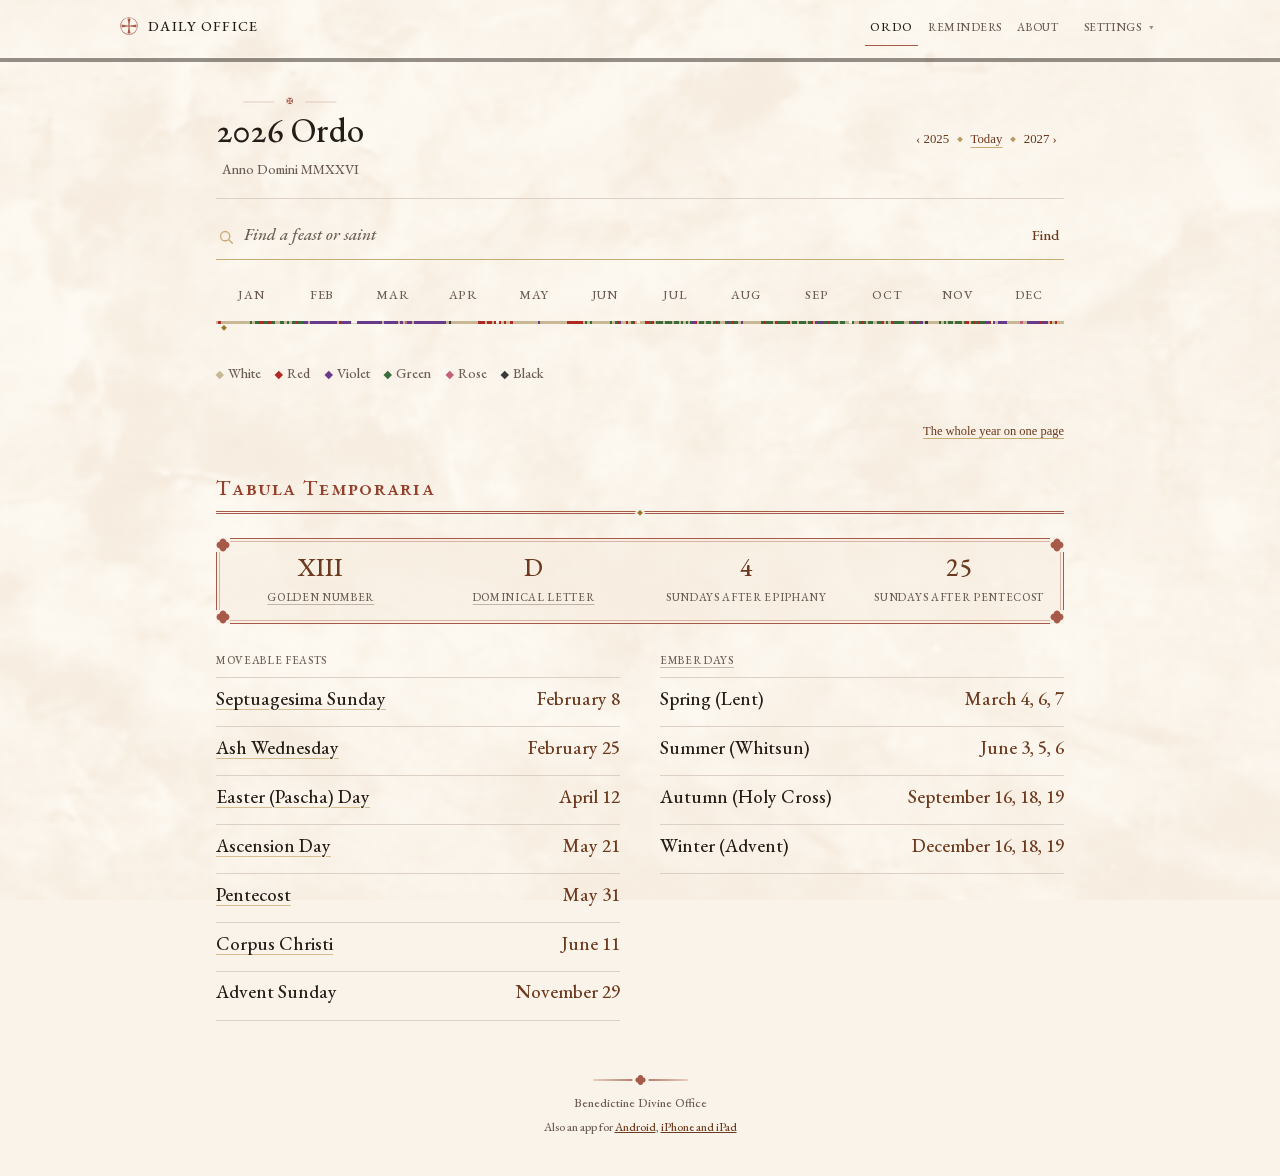 DAILY OFFICE
ORDO REMINDERS ABOUT SETTINGS ▾
2026 Ordo
‹ 2025 ◆ Today ◆ 2027 ›
Anno Domini MMXXVI
Find a feast or saint Find
JAN FEB MAR APR MAY JUN JUL AUG SEP OCT NOV DEC
White Red Violet Green Rose Black
The whole year on one page
Tabula Temporaria
XIII D 4 25
GOLDEN NUMBER DOMINICAL LETTER SUNDAYS AFTER EPIPHANY SUNDAYS AFTER PENTECOST
MOVEABLE FEASTS
Septuagesima Sunday February 8
Ash Wednesday February 25
Easter (Pascha) Day April 12
Ascension Day May 21
Pentecost May 31
Corpus Christi June 11
Advent Sunday November 29
EMBER DAYS
Spring (Lent) March 4, 6, 7
Summer (Whitsun) June 3, 5, 6
Autumn (Holy Cross) September 16, 18, 19
Winter (Advent) December 16, 18, 19
Benedictine Divine Office
Also an app for Android, iPhone and iPad